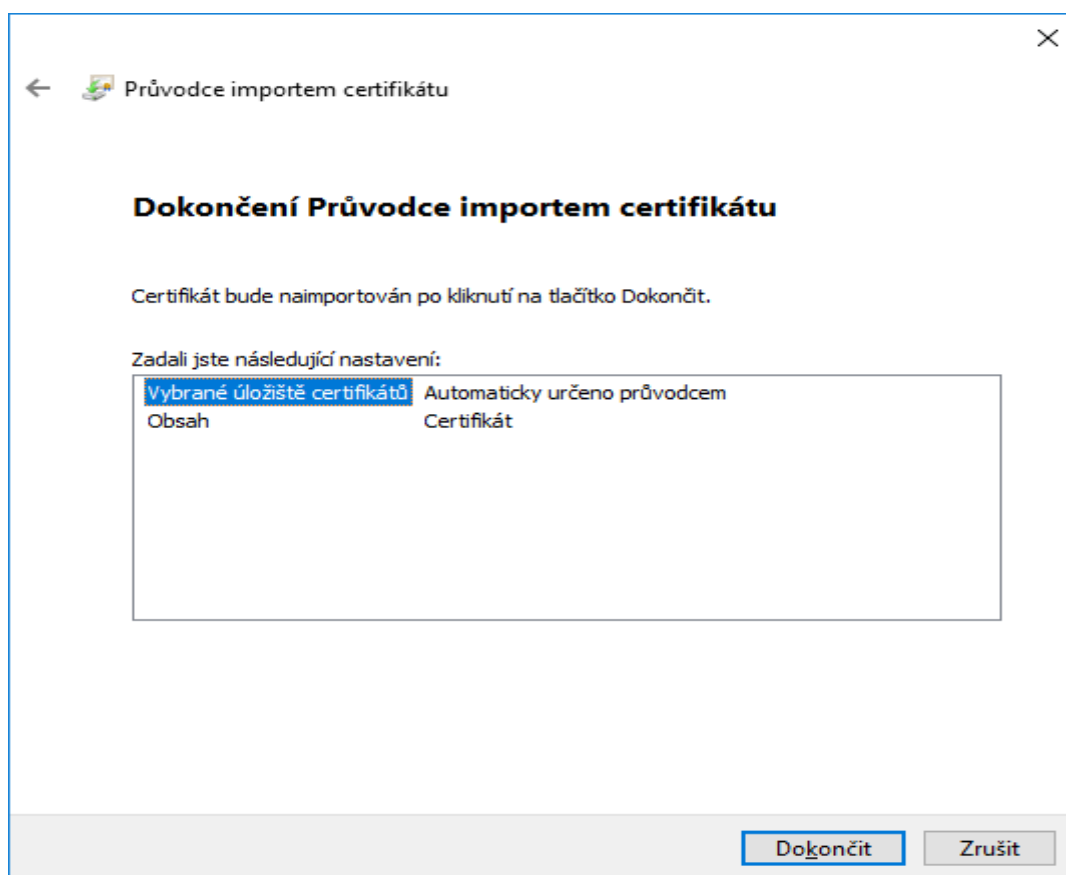 Průvodce importem certifikátu
Dokončení Průvodce importem certifikátu
Certifikát bude naimportován po kliknutí na tlačítko Dokončit.
Zadali jste následující nastavení:
Vybrané úložiště certifikátů Automaticky určeno průvodcem
Obsah Certifikát
Dokončit Zrušit